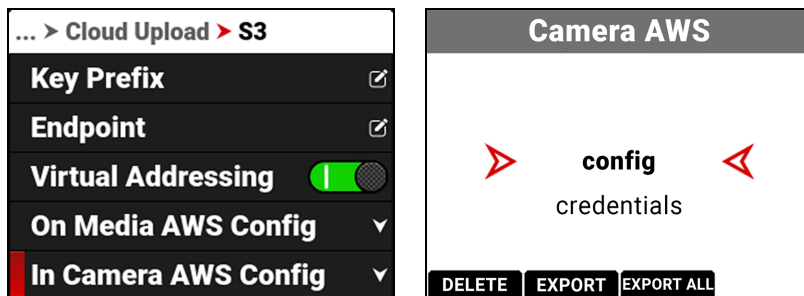 ... > Cloud Upload > S3
Key Prefix
Endpoint
Virtual Addressing
On Media AWS Config
In Camera AWS Config
Camera AWS
config
credentials
DELETE EXPORT EXPORT ALL